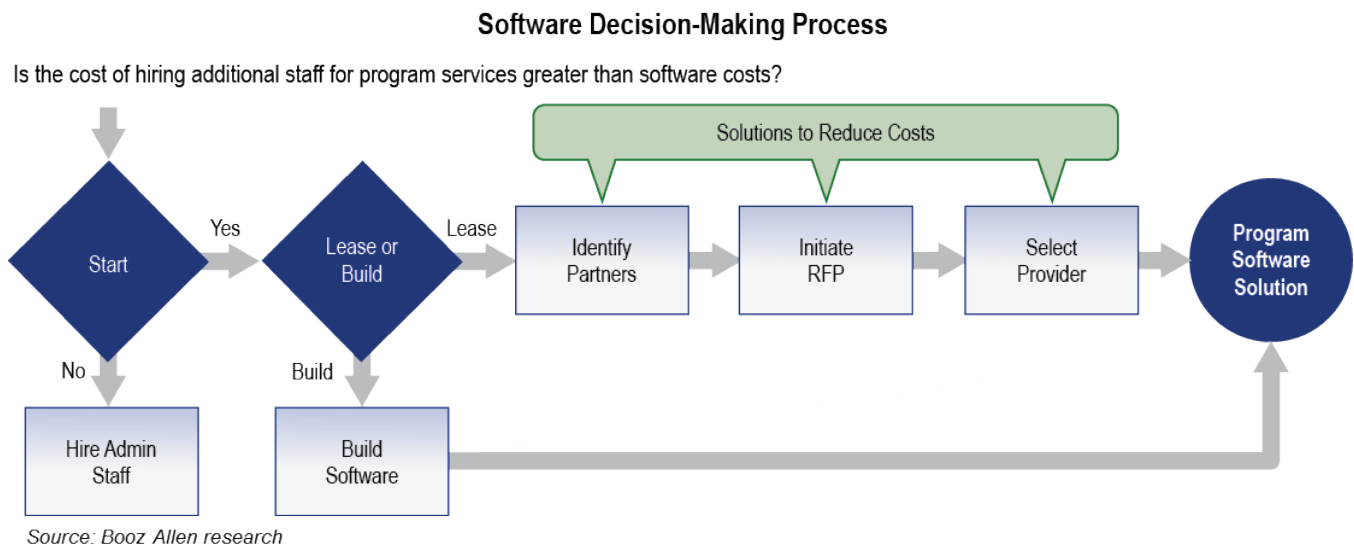 Software Decision-Making Process
Is the cost of hiring additional staff for program services greater than software costs?
Solutions to Reduce Costs
Start
Yes
Lease or
Build
Lease
Identify
Partners
Initiate
RFP
Select
Provider
Program
Software
Solution
No
Build
Hire Admin
Staff
Build
Software
Source: Booz Allen research